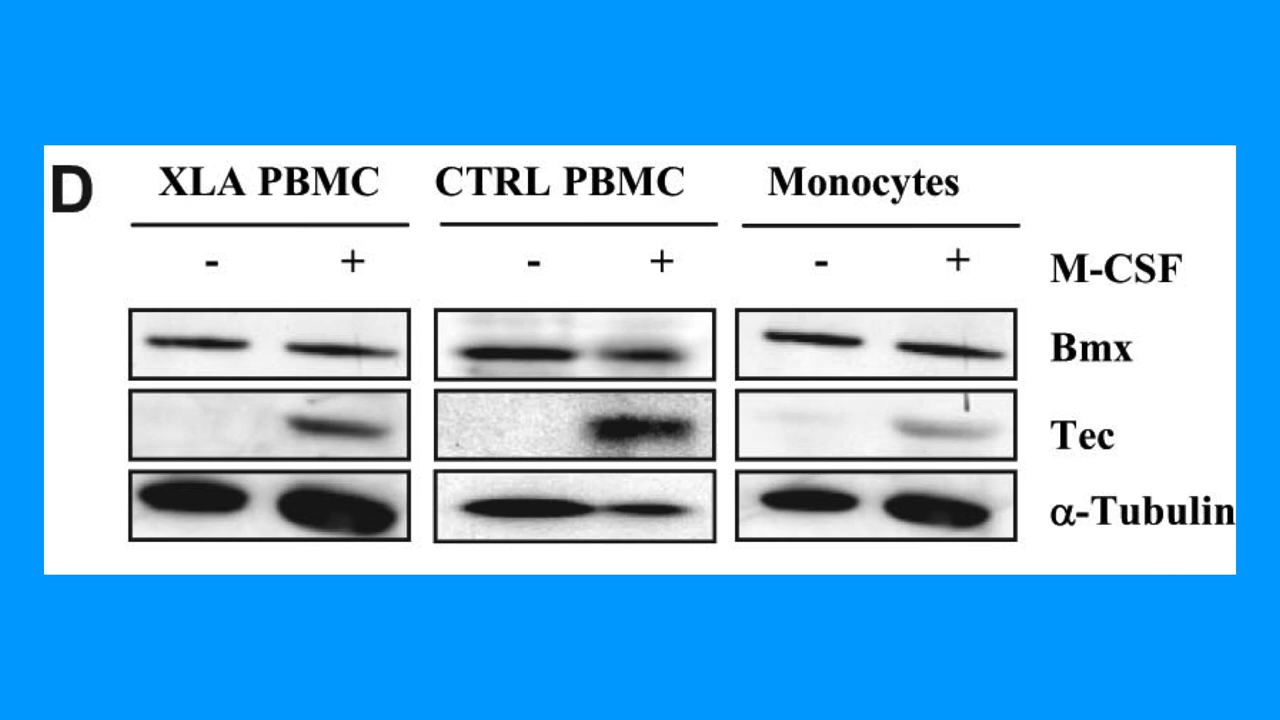 D
XLA PBMC CTRL PBMC Monocytes
- + - + - + M-CSF
Bmx
Tec
α-Tubulin